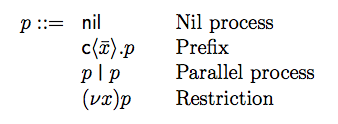 p ::= nil Nil process
c⟨x̄⟩.p Prefix
p | p Parallel process
(νx)p Restriction